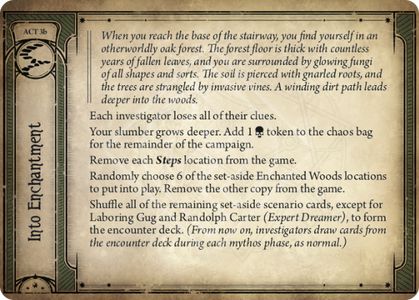 ACT 3b
Into Enchantment
When you reach the base of the stairway, you find yourself in an
otherworldly oak forest. The forest floor is thick with countless
years of fallen leaves, and you are surrounded by glowing fungi
of all shapes and sorts. The soil is pierced with gnarled roots, and
the trees are strangled by invasive vines. A winding dirt path leads
deeper into the woods.
Each investigator loses all of their clues.
Your slumber grows deeper. Add 1 token to the chaos bag
for the remainder of the campaign.
Remove each Steps location from the game.
Randomly choose 6 of the set-aside Enchanted Woods locations
to put into play. Remove the other copy from the game.
Shuffle all of the remaining set-aside scenario cards, except for
Laboring Gug and Randolph Carter (Expert Dreamer), to form
the encounter deck. (From now on, investigators draw cards from
the encounter deck during each mythos phase, as normal.)